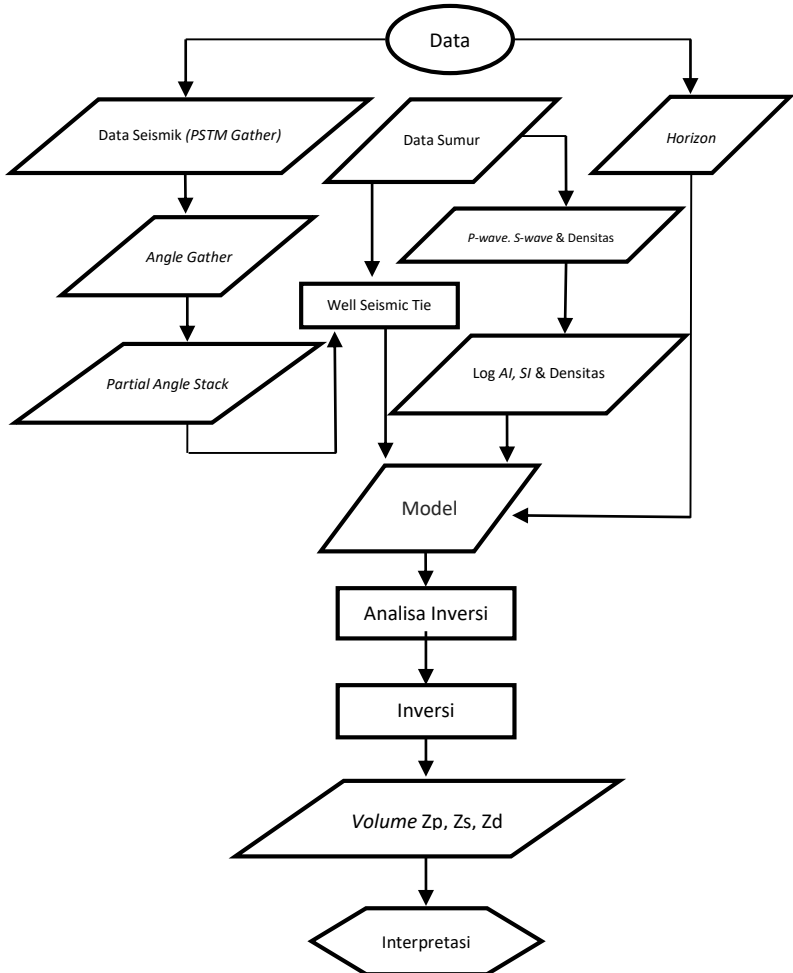 Data
Data Seismik (PSTM Gather)
Data Sumur
Horizon
P-wave. S-wave & Densitas
Angle Gather
Well Seismic Tie
Partial Angle Stack
Log AI, SI & Densitas
Model
Analisa Inversi
Inversi
Volume Zp, Zs, Zd
Interpretasi